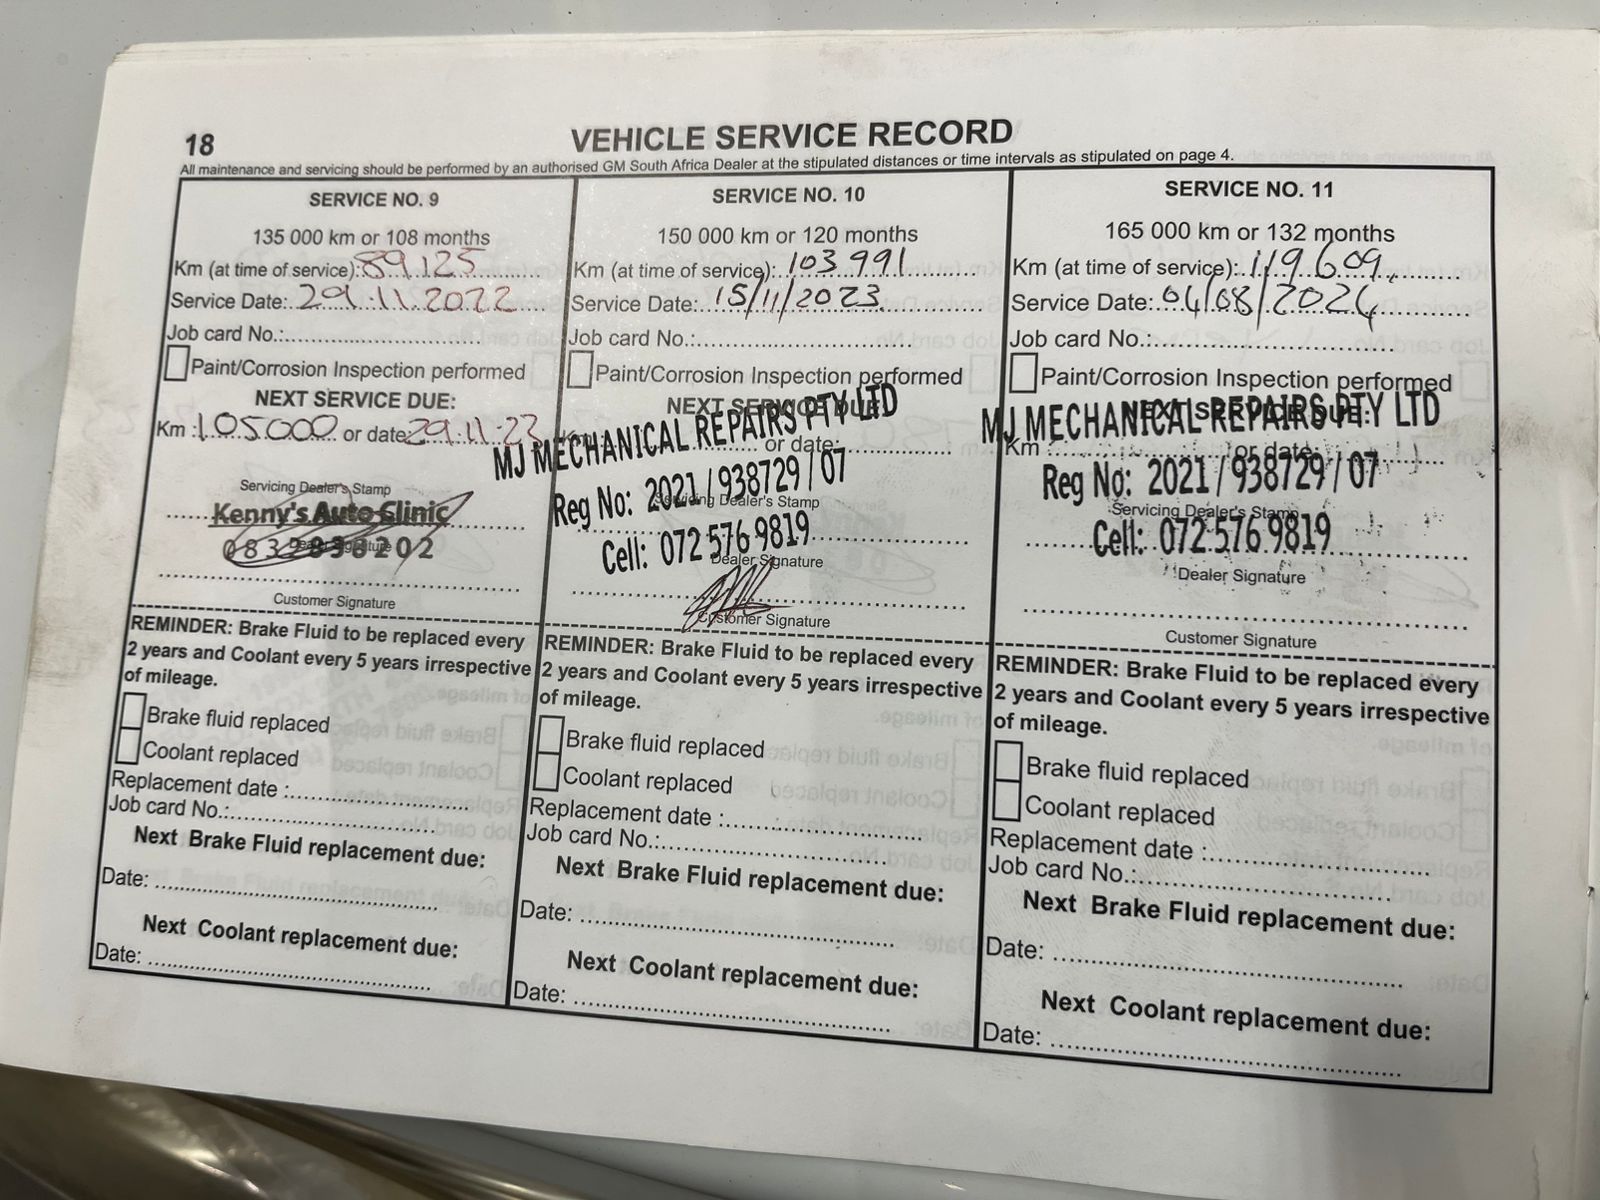 18
VEHICLE SERVICE RECORD
All maintenance and servicing should be performed by an authorised GM South Africa Dealer at the stipulated distances or time intervals as stipulated on page 4.
SERVICE NO. 9
135 000 km or 108 months
Km (at time of service): 89125
Service Date: 29.11.2022
Job card No.:
Paint/Corrosion Inspection performed
NEXT SERVICE DUE:
Km : 105000 or date 29.11.23
Servicing Dealer's Stamp
Kenny's Auto Clinic
0832838202
Dealer Signature
Customer Signature
REMINDER: Brake Fluid to be replaced every
2 years and Coolant every 5 years irrespective
of mileage.
Brake fluid replaced
Coolant replaced
Replacement date :
Job card No.:
Next Brake Fluid replacement due:
Date:
Next Coolant replacement due:
Date:
SERVICE NO. 10
150 000 km or 120 months
Km (at time of service): 103991
Service Date: 15/11/2023
Job card No.:
Paint/Corrosion Inspection performed
NEXT SERVICE DUE:
MJ MECHANICAL REPAIRS PTY LTD
Km or date:
Reg No: 2021/938729/07
Servicing Dealer's Stamp
Cell: 072 576 9819
Dealer Signature
Customer Signature
REMINDER: Brake Fluid to be replaced every
2 years and Coolant every 5 years irrespective
of mileage.
Brake fluid replaced
Coolant replaced
Replacement date :
Job card No.:
Next Brake Fluid replacement due:
Date:
Next Coolant replacement due:
Date:
SERVICE NO. 11
165 000 km or 132 months
Km (at time of service): 119609
Service Date: 04/08/2024
Job card No.:
Paint/Corrosion Inspection performed
NEXT SERVICE DUE:
MJ MECHANICAL REPAIRS PTY LTD
Km : or date:
Reg No: 2021/938729/07
Servicing Dealer's Stamp
Cell: 072 576 9819
Dealer Signature
Customer Signature
REMINDER: Brake Fluid to be replaced every
2 years and Coolant every 5 years irrespective
of mileage.
Brake fluid replaced
Coolant replaced
Replacement date :
Job card No.:
Next Brake Fluid replacement due:
Date:
Next Coolant replacement due:
Date: